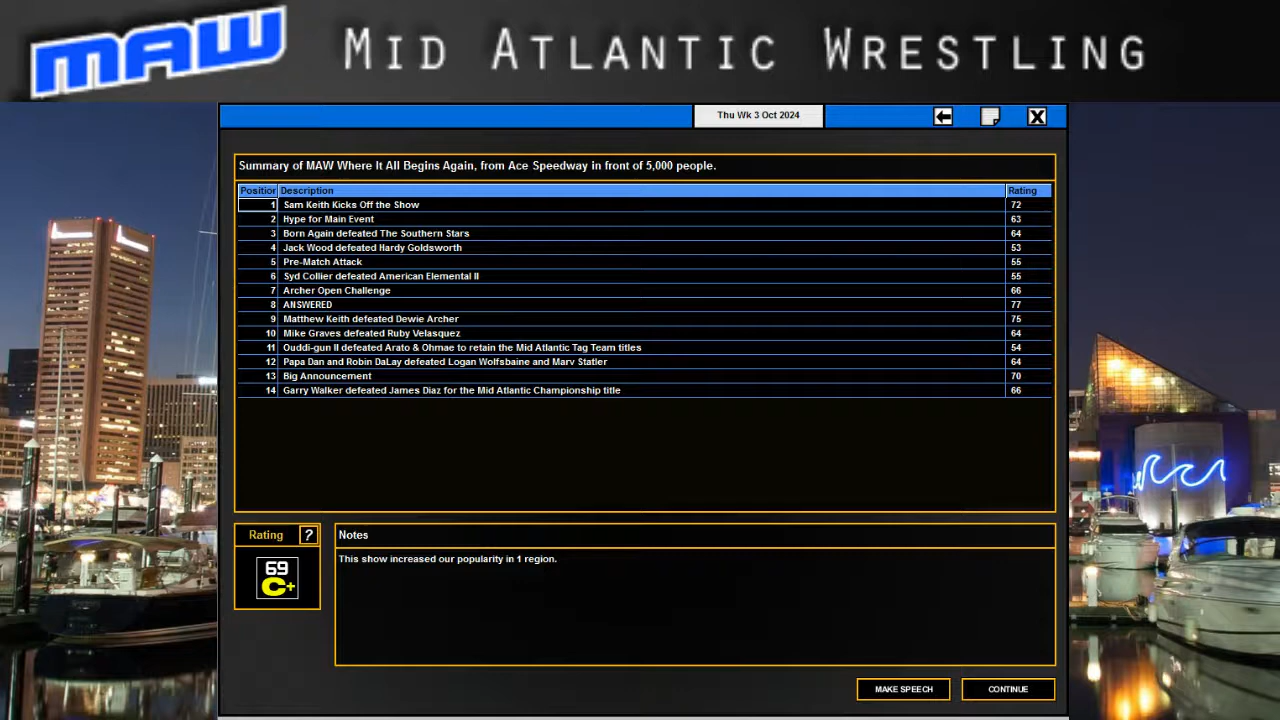 MAW MID ATLANTIC WRESTLING
Thu Wk 3 Oct 2024
Summary of MAW Where It All Begins Again, from Ace Speedway in front of 5,000 people.
Position Description Rating
1 Sam Keith Kicks Off the Show 72
2 Hype for Main Event 63
3 Born Again defeated The Southern Stars 64
4 Jack Wood defeated Hardy Goldsworth 53
5 Pre-Match Attack 55
6 Syd Collier defeated American Elemental II 55
7 Archer Open Challenge 66
8 ANSWERED 77
9 Matthew Keith defeated Dewie Archer 75
10 Mike Graves defeated Ruby Velasquez 64
11 Ouddi-gun II defeated Arato & Ohmae to retain the Mid Atlantic Tag Team titles 54
12 Papa Dan and Robin DaLay defeated Logan Wolfsbaine and Marv Statler 64
13 Big Announcement 70
14 Garry Walker defeated James Diaz for the Mid Atlantic Championship title 66
Rating ? Notes
69
C+
This show increased our popularity in 1 region.
MAKE SPEECH CONTINUE